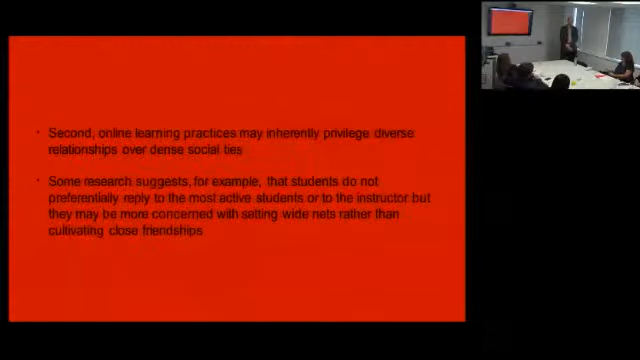 Second, online learning practices may inherently privilege diverse
relationships over dense social ties
Some research suggests, for example, that students do not
preferentially reply to the most active students or to the instructor but
they may be more concerned with setting wide nets rather than
cultivating close friendships